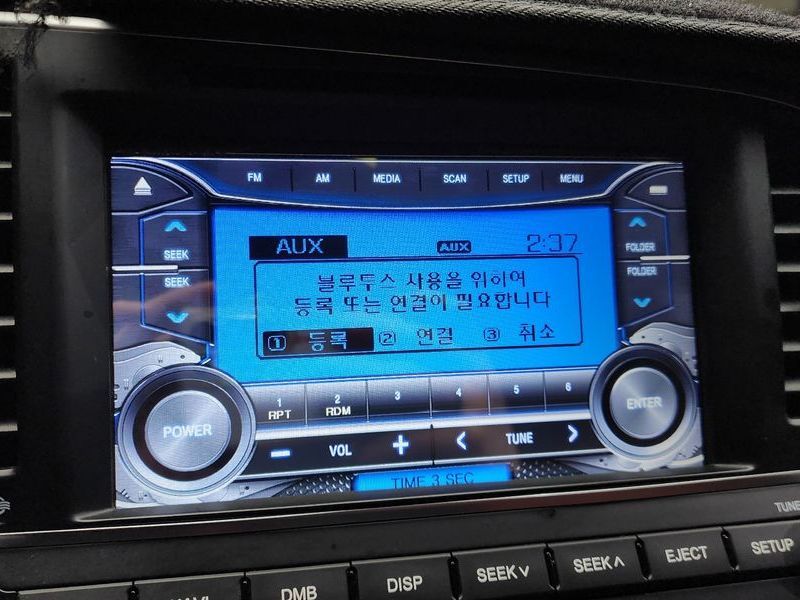 FM AM MEDIA SCAN SETUP MENU
SEEK
SEEK
FOLDER
FOLDER
AUX AUX 2:37
블루투스 사용을 위하여
등록 또는 연결이 필요합니다
① 등록 ② 연결 ③ 취소
1 2 3 4 5 6
RPT RDM
POWER
ENTER
VOL TUNE
TIME 3 SEC
TUNE
DMB DISP SEEK SEEK EJECT SETUP